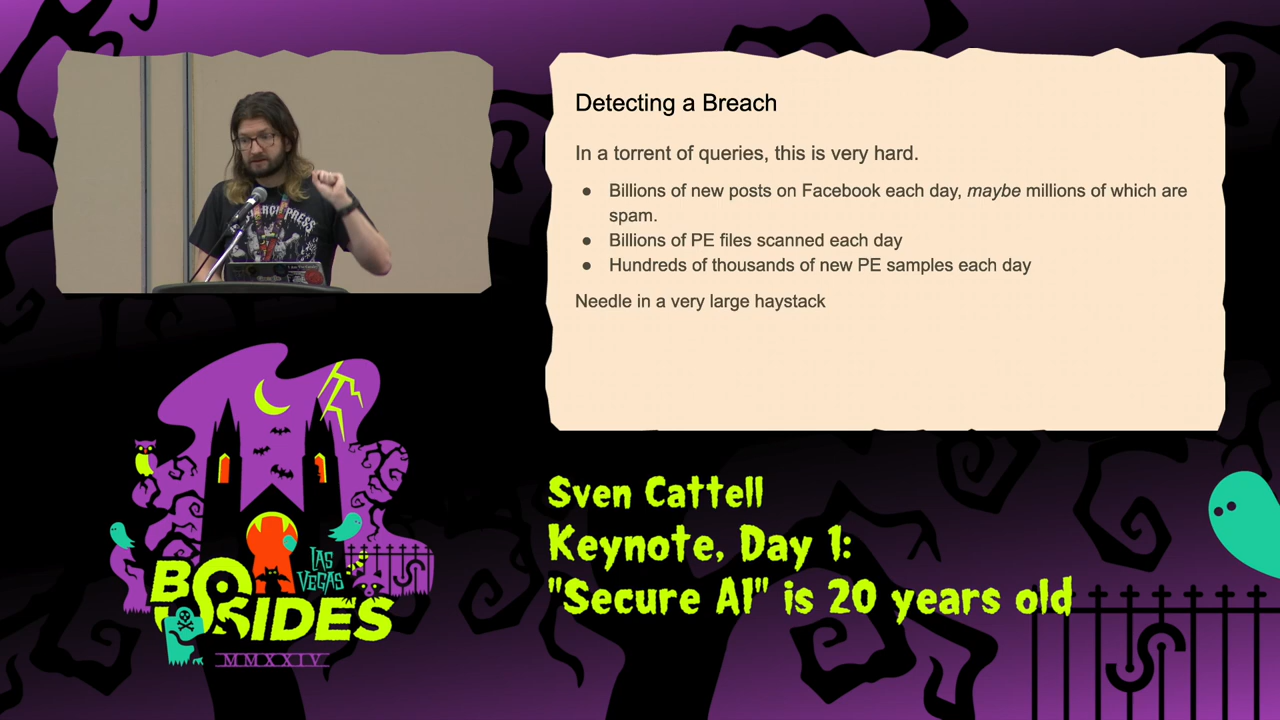 Detecting a Breach
In a torrent of queries, this is very hard.
● Billions of new posts on Facebook each day, maybe millions of which are
spam.
● Billions of PE files scanned each day
● Hundreds of thousands of new PE samples each day
Needle in a very large haystack
LAS
VEGAS
BSIDES
MMXXIV
Sven Cattell
Keynote, Day 1:
"Secure AI" is 20 years old